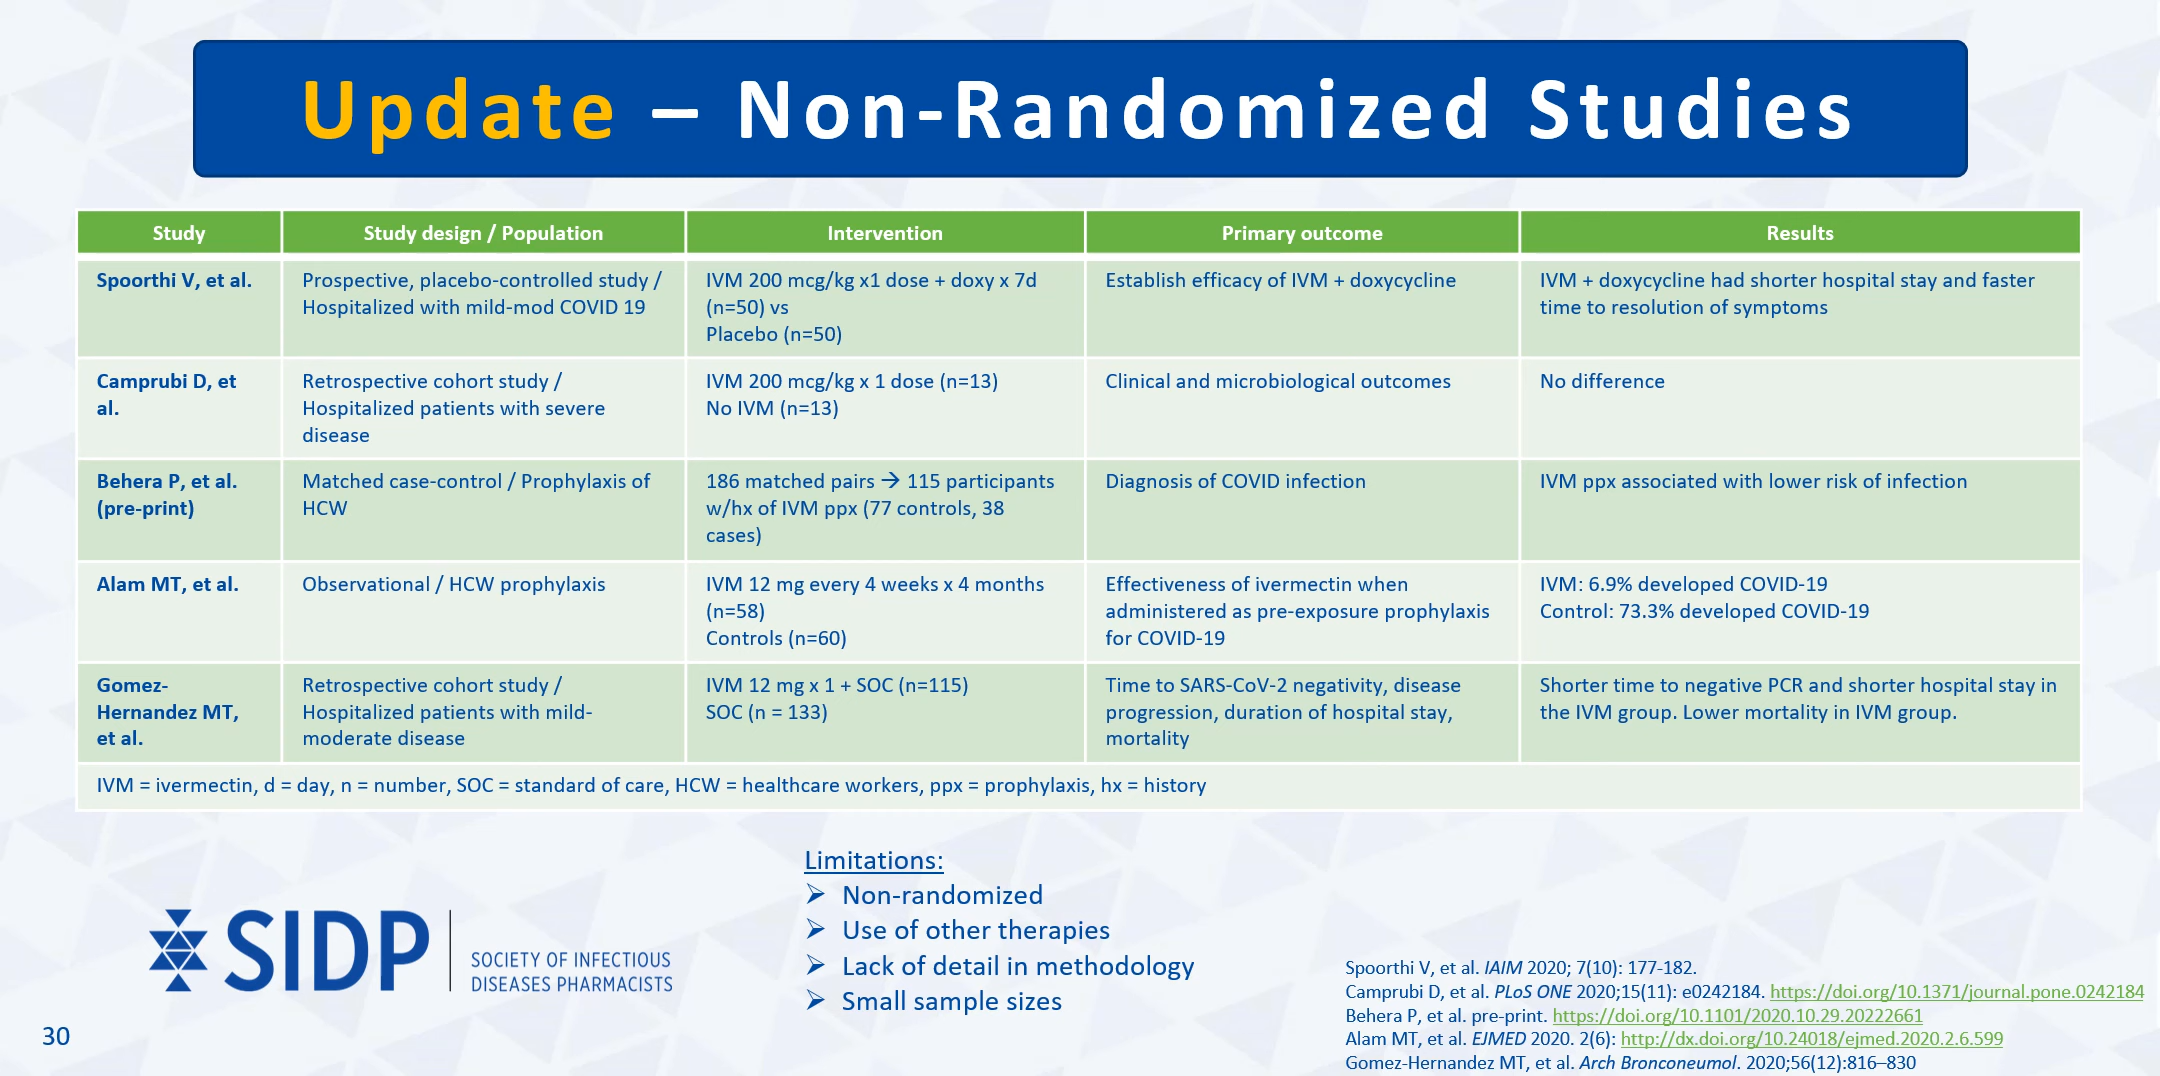 Update – Non-Randomized Studies
Study
Study design / Population
Intervention
Primary outcome
Results
Spoorthi V, et al.
Prospective, placebo-controlled study /
Hospitalized with mild-mod COVID 19
IVM 200 mcg/kg x1 dose + doxy x 7d
(n=50) vs
Placebo (n=50)
Establish efficacy of IVM + doxycycline
IVM + doxycycline had shorter hospital stay and faster
time to resolution of symptoms
Camprubi D, et
al.
Retrospective cohort study /
Hospitalized patients with severe
disease
IVM 200 mcg/kg x 1 dose (n=13)
No IVM (n=13)
Clinical and microbiological outcomes
No difference
Behera P, et al.
(pre-print)
Matched case-control / Prophylaxis of
HCW
186 matched pairs → 115 participants
w/hx of IVM ppx (77 controls, 38
cases)
Diagnosis of COVID infection
IVM ppx associated with lower risk of infection
Alam MT, et al.
Observational / HCW prophylaxis
IVM 12 mg every 4 weeks x 4 months
(n=58)
Controls (n=60)
Effectiveness of ivermectin when
administered as pre-exposure prophylaxis
for COVID-19
IVM: 6.9% developed COVID-19
Control: 73.3% developed COVID-19
Gomez-
Hernandez MT,
et al.
Retrospective cohort study /
Hospitalized patients with mild-
moderate disease
IVM 12 mg x 1 + SOC (n=115)
SOC (n = 133)
Time to SARS-CoV-2 negativity, disease
progression, duration of hospital stay,
mortality
Shorter time to negative PCR and shorter hospital stay in
the IVM group. Lower mortality in IVM group.
IVM = ivermectin, d = day, n = number, SOC = standard of care, HCW = healthcare workers, ppx = prophylaxis, hx = history
Limitations:
➢ Non-randomized
➢ Use of other therapies
➢ Lack of detail in methodology
➢ Small sample sizes
SIDP
SOCIETY OF INFECTIOUS
DISEASES PHARMACISTS
Spoorthi V, et al. IAIM 2020; 7(10): 177-182.
Camprubi D, et al. PLoS ONE 2020;15(11): e0242184. https://doi.org/10.1371/journal.pone.0242184
Behera P, et al. pre-print. https://doi.org/10.1101/2020.10.29.20222661
Alam MT, et al. EJMED 2020. 2(6): http://dx.doi.org/10.24018/ejmed.2020.2.6.599
Gomez-Hernandez MT, et al. Arch Bronconeumol. 2020;56(12):816–830
30